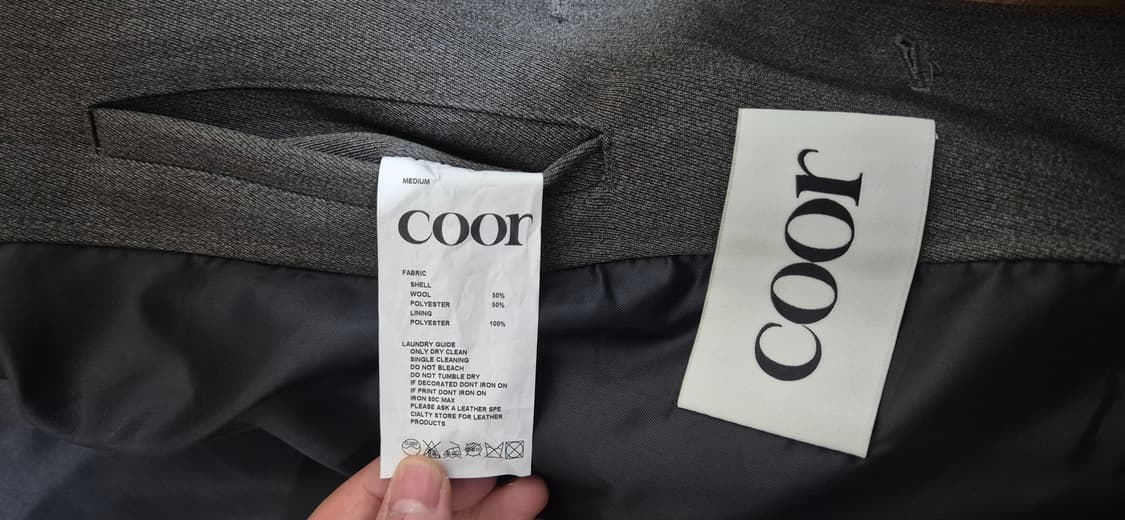 MEDIUM
coor
FABRIC
SHELL
WOOL 50%
POLYESTER 50%
LINING
POLYESTER 100%
LAUNDRY GUIDE
ONLY DRY CLEAN
SINGLE CLEANING
DO NOT BLEACH
DO NOT TUMBLE DRY
IF DECORATED DONT IRON ON
IF PRINT DONT IRON ON
IRON 80C MAX
PLEASE ASK A LEATHER SPE
CIALTY STORE FOR LEATHER
PRODUCTS
coor